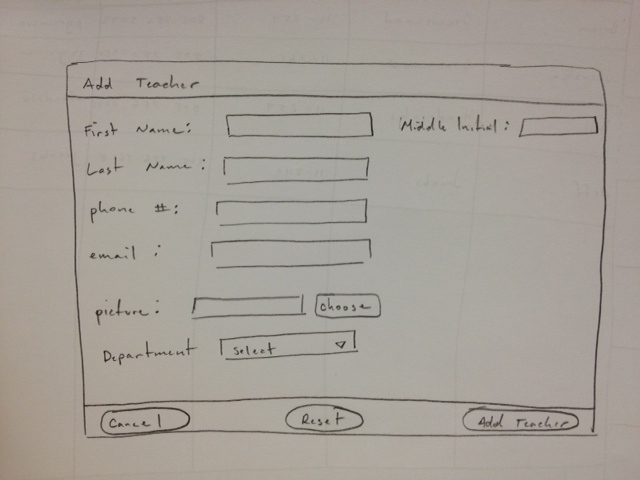 Add Teacher
First Name: Middle Initial:
Last Name:
phone #:
email:
picture: choose
Department select
Cancel Reset Add Teacher